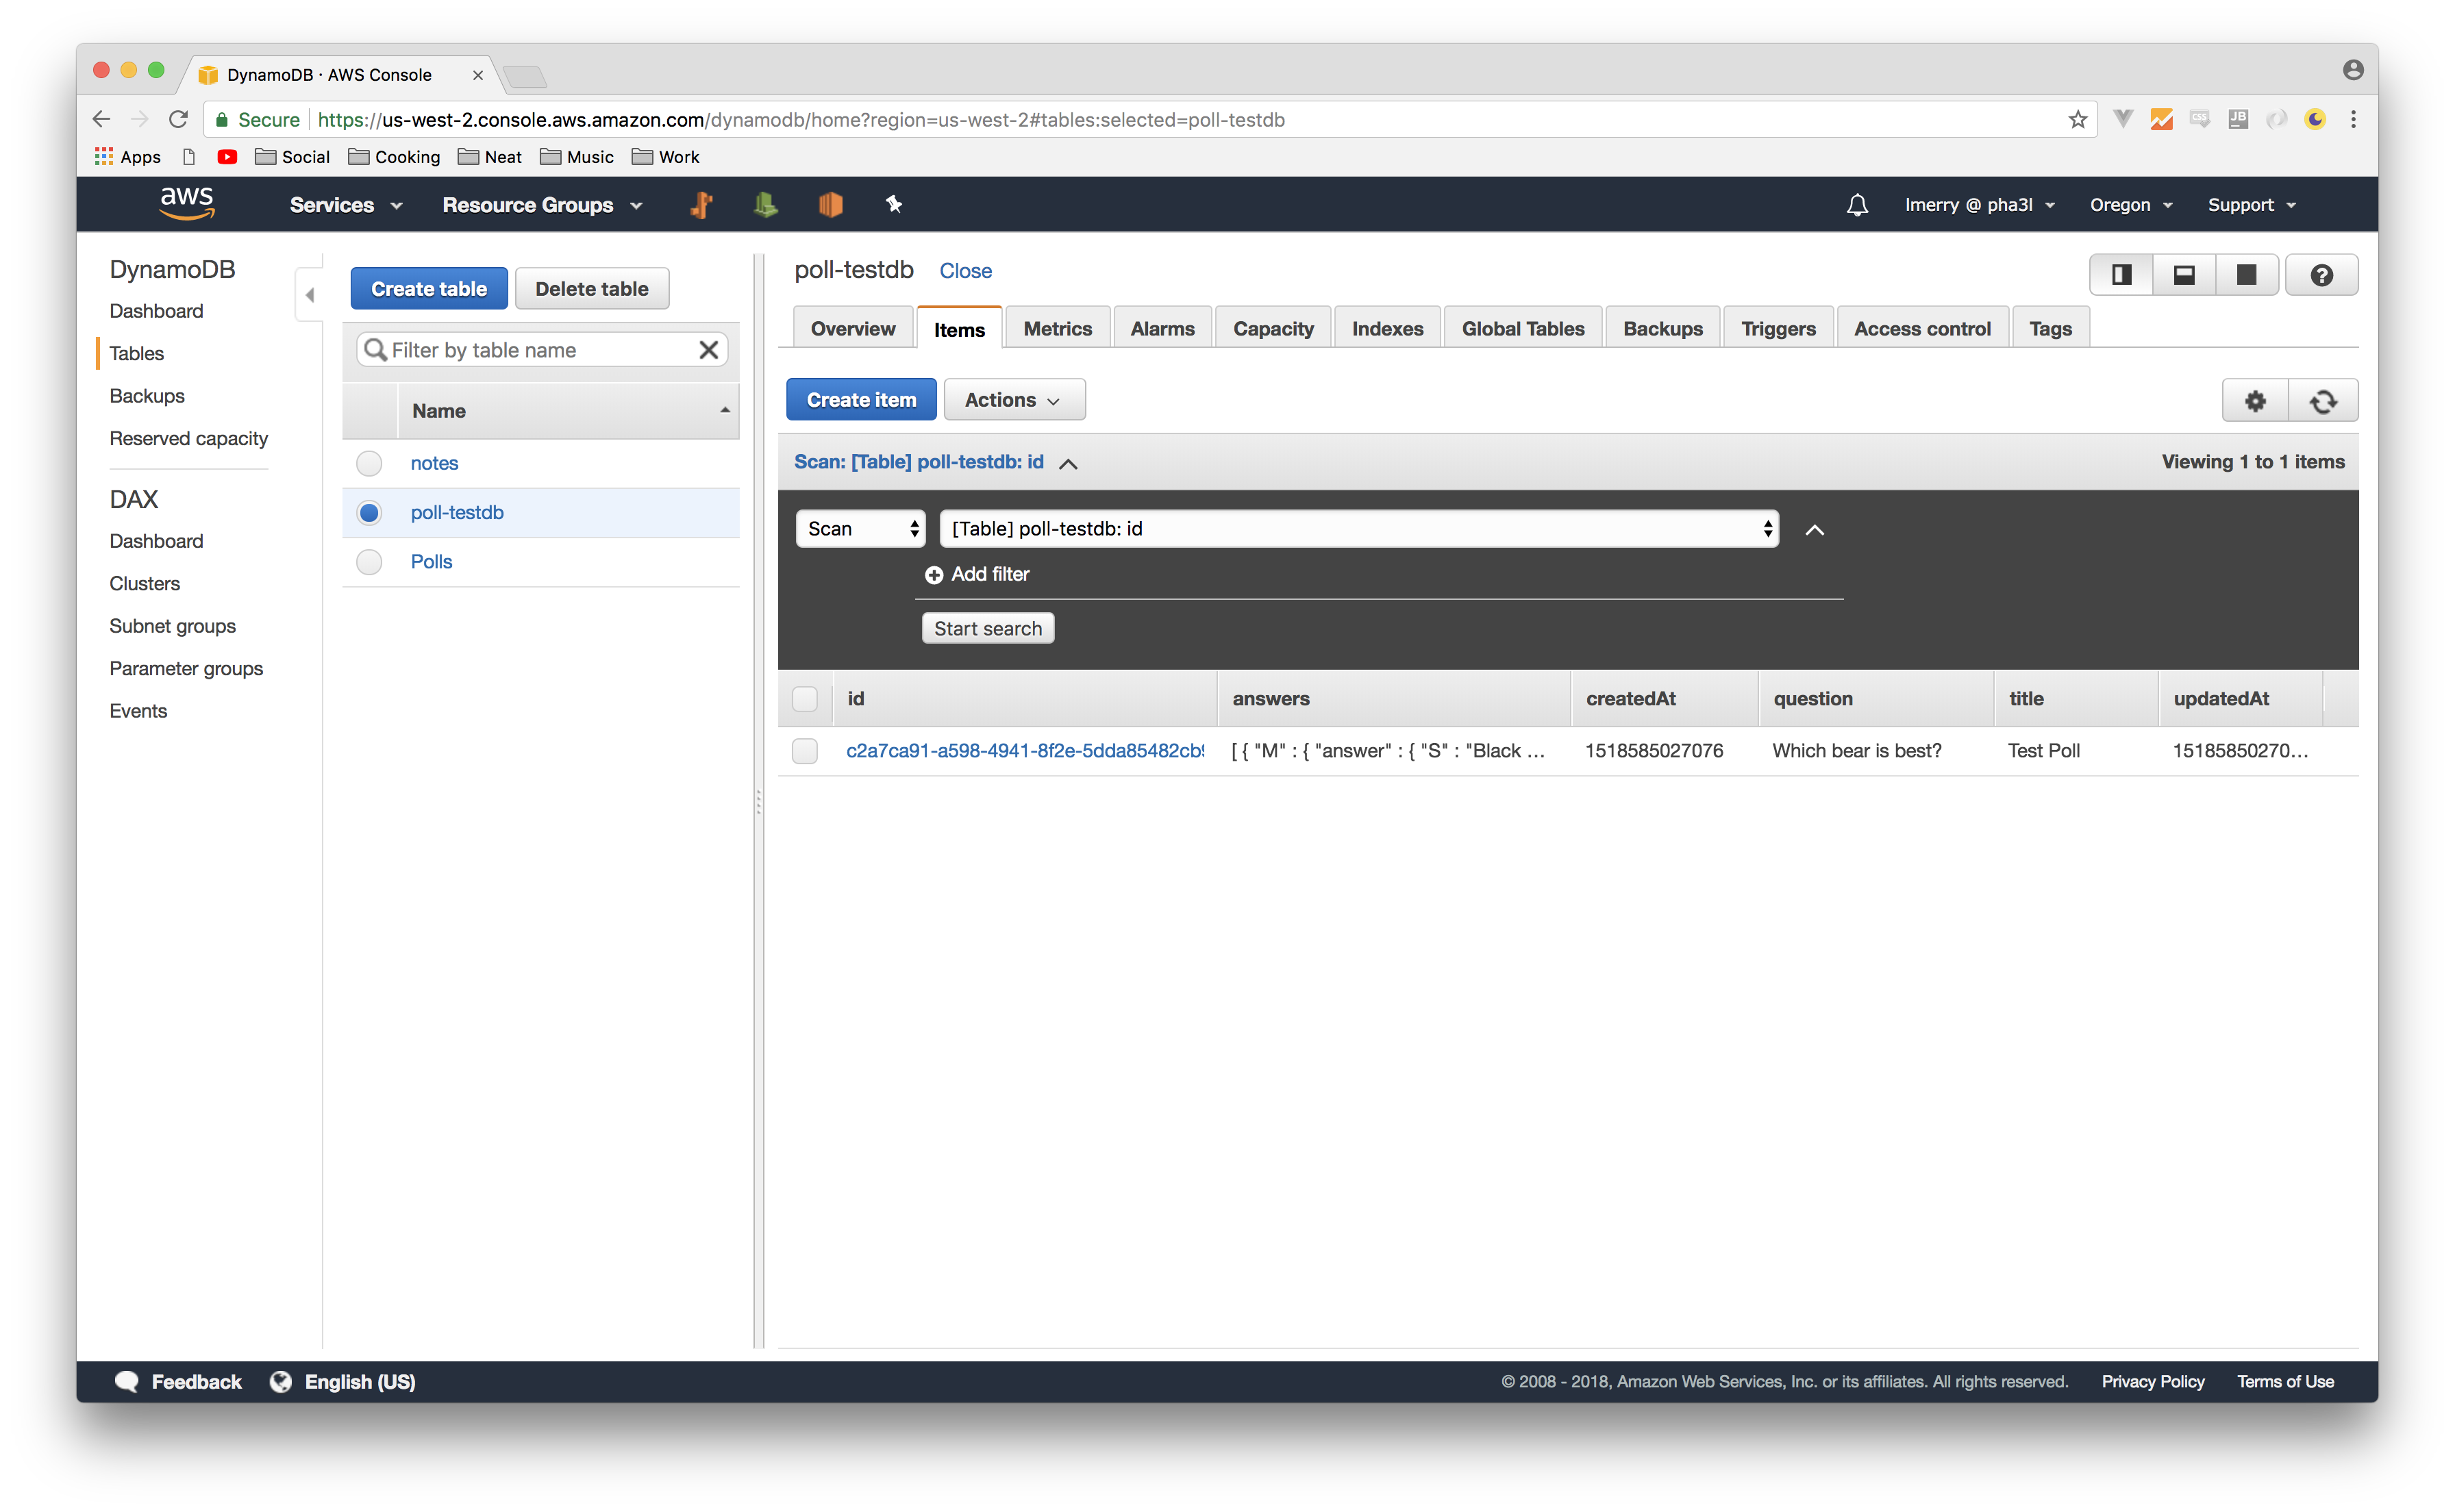 DynamoDB · AWS Console
Secure https://us-west-2.console.aws.amazon.com/dynamodb/home?region=us-west-2#tables:selected=poll-testdb
Apps Social Cooking Neat Music Work
aws Services Resource Groups lmerry @ pha3l Oregon Support
DynamoDB
Dashboard
Tables
Backups
Reserved capacity
DAX
Dashboard
Clusters
Subnet groups
Parameter groups
Events
Create table Delete table
Filter by table name
Name
notes
poll-testdb
Polls
poll-testdb Close
Overview Items Metrics Alarms Capacity Indexes Global Tables Backups Triggers Access control Tags
Create item Actions
Scan: [Table] poll-testdb: id Viewing 1 to 1 items
Scan [Table] poll-testdb: id
Add filter
Start search
id answers createdAt question title updatedAt
c2a7ca91-a598-4941-8f2e-5dda85482cb [ { "M" : { "answer" : { "S" : "Black ... 1518585027076 Which bear is best? Test Poll 15185850270...
Feedback English (US) © 2008 - 2018, Amazon Web Services, Inc. or its affiliates. All rights reserved. Privacy Policy Terms of Use